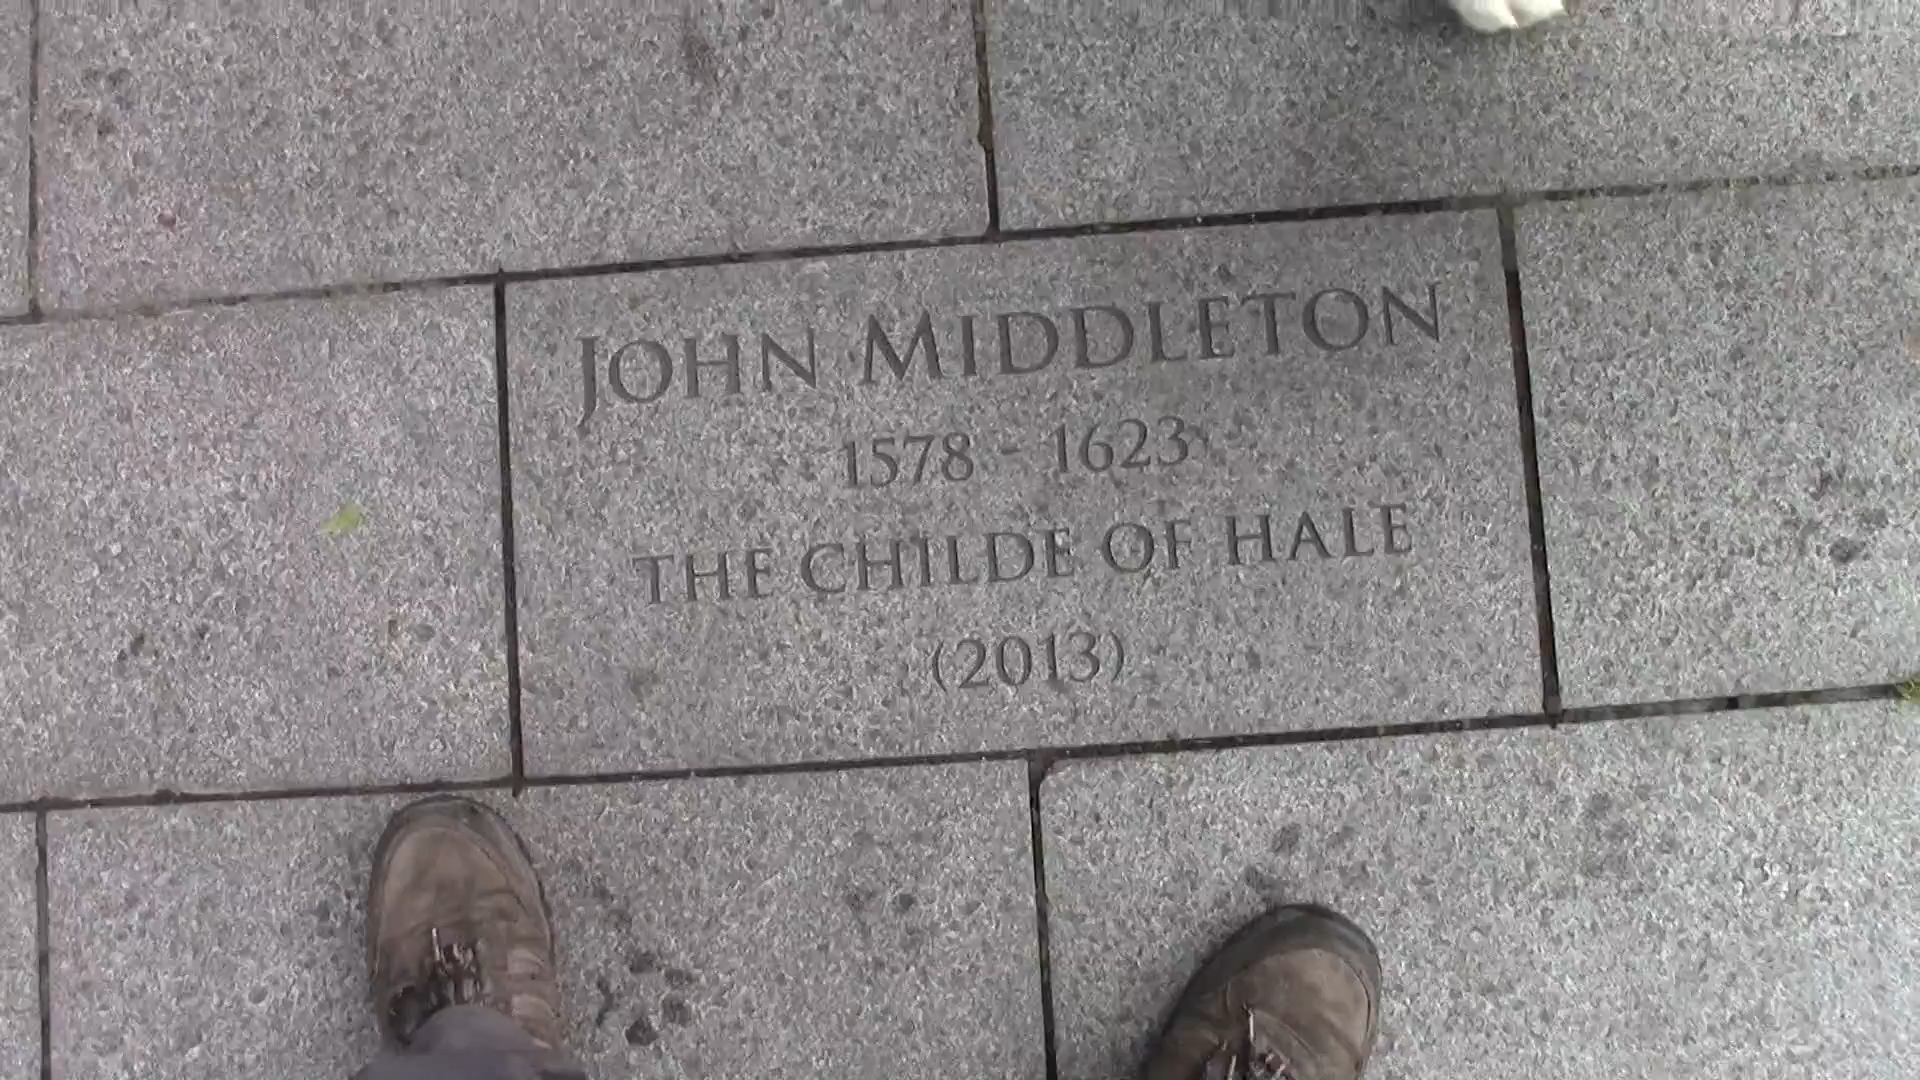 JOHN MIDDLETON
1578 - 1623
THE CHILDE OF HALE
(2013)